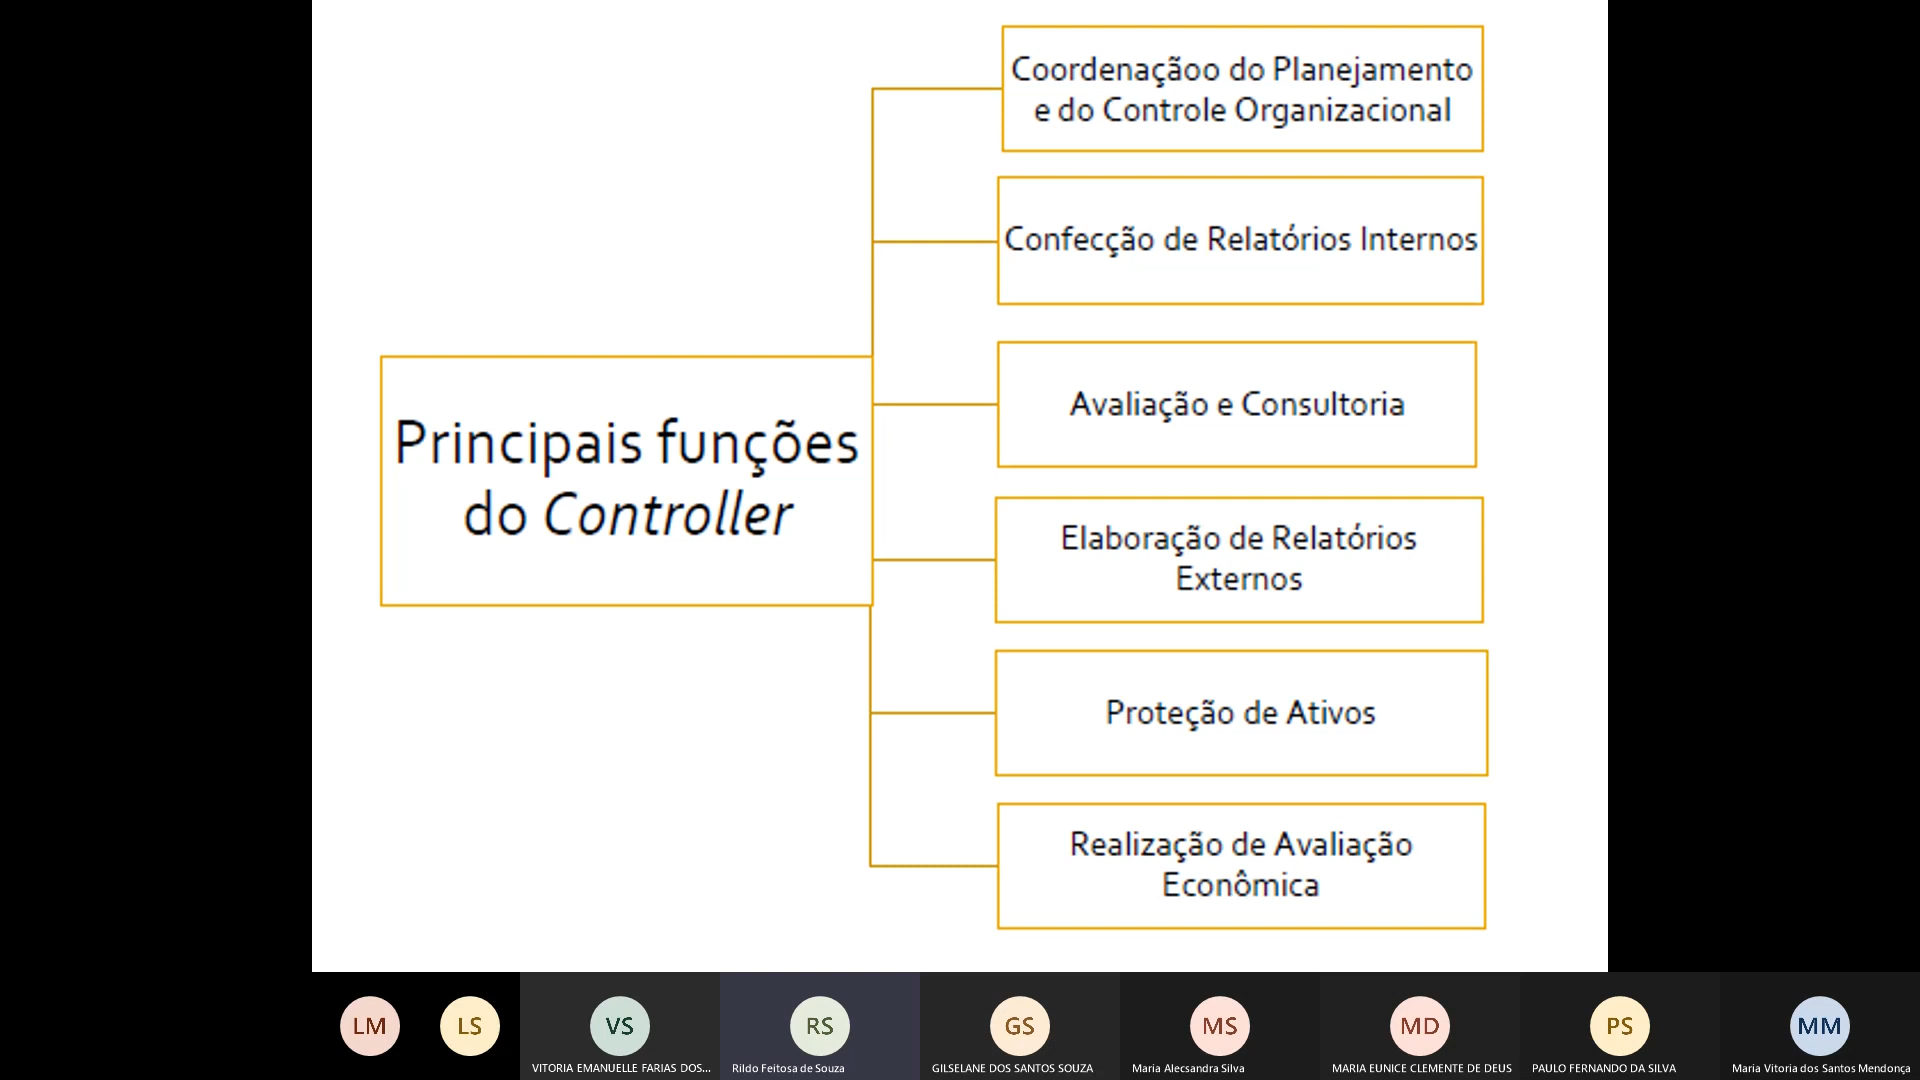 Coordenaçãoo do Planejamento
e do Controle Organizacional
Confecção de Relatórios Internos
Avaliação e Consultoria
Principais funções
do Controller
Elaboração de Relatórios
Externos
Proteção de Ativos
Realização de Avaliação
Econômica
LM
LS
VS
RS
GS
MS
MD
PS
MM
VITORIA EMANUELLE FARIAS DOS...
Rildo Feitosa de Souza
GILSELANE DOS SANTOS SOUZA
Maria Alecsandra Silva
MARIA EUNICE CLEMENTE DE DEUS
PAULO FERNANDO DA SILVA
Maria Vitoria dos Santos Mendonça